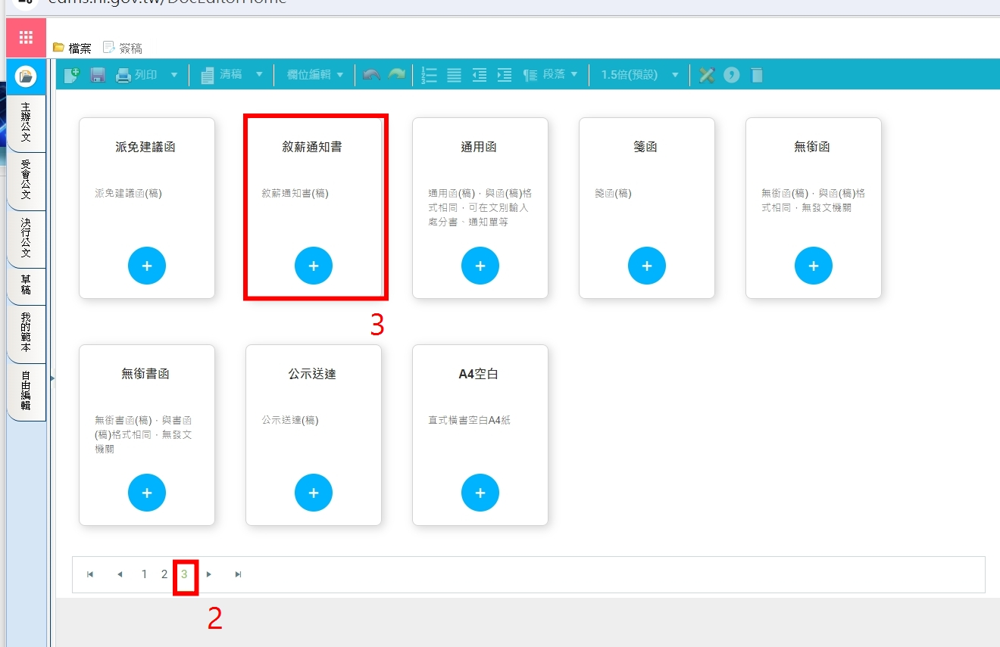 edms.hl.gov.tw/DocEditorHome
檔案 簽稿
列印 清稿 欄位編輯 段落 1.5倍(預設)
主辦公文
受會公文
決行公文
草稿
我的範本
自由編輯
派免建議函
派免建議函(稿)
+
敘薪通知書
敘薪通知書(稿)
+
3
通用函
通用函(稿)，與函(稿)格
式相同，可在文別輸入
處分書、通知單等
+
箋函
箋函(稿)
+
無銜函
無銜函(稿)，與函(稿)格
式相同，無發文機關
+
無銜書函
無銜書函(稿)，與書函
(稿)格式相同，無發文
機關
+
公示送達
公示送達(稿)
+
A4空白
直式橫書空白A4紙
+
1 2 3
2